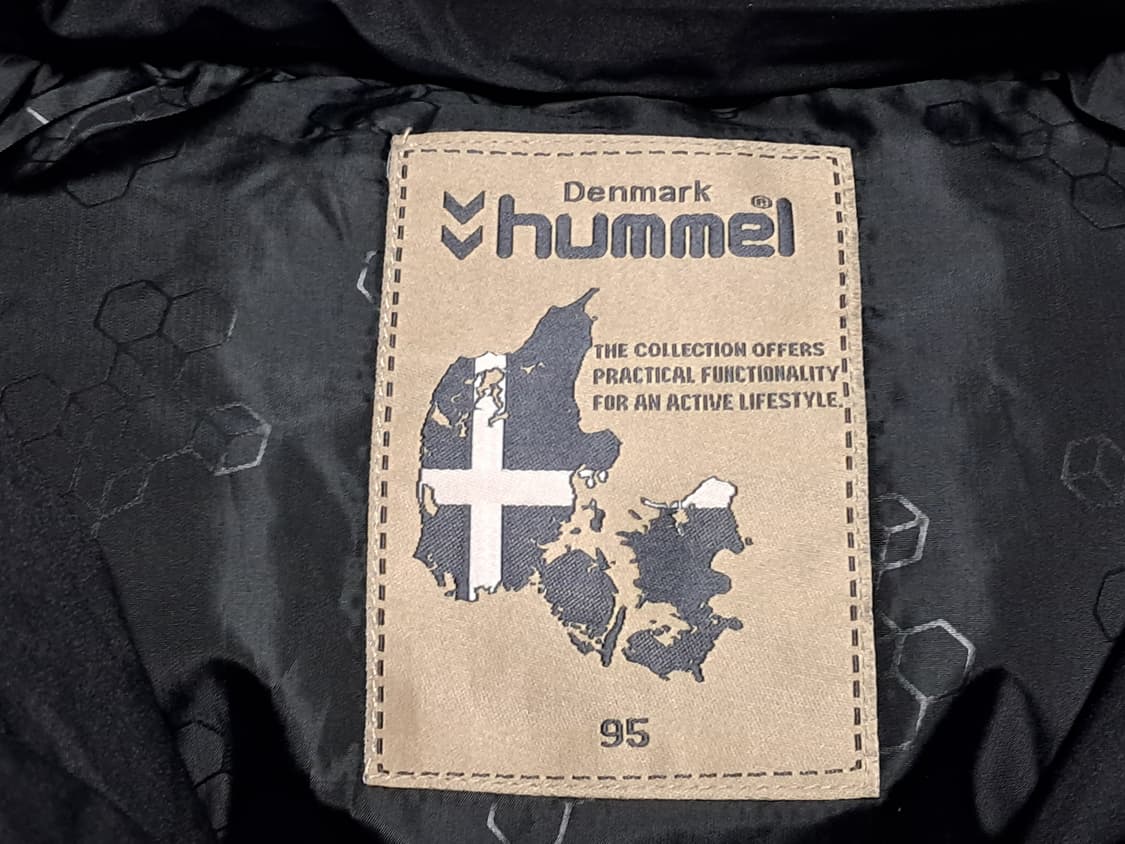 Denmark
hummel®
THE COLLECTION OFFERS
PRACTICAL FUNCTIONALITY
FOR AN ACTIVE LIFESTYLE.
95